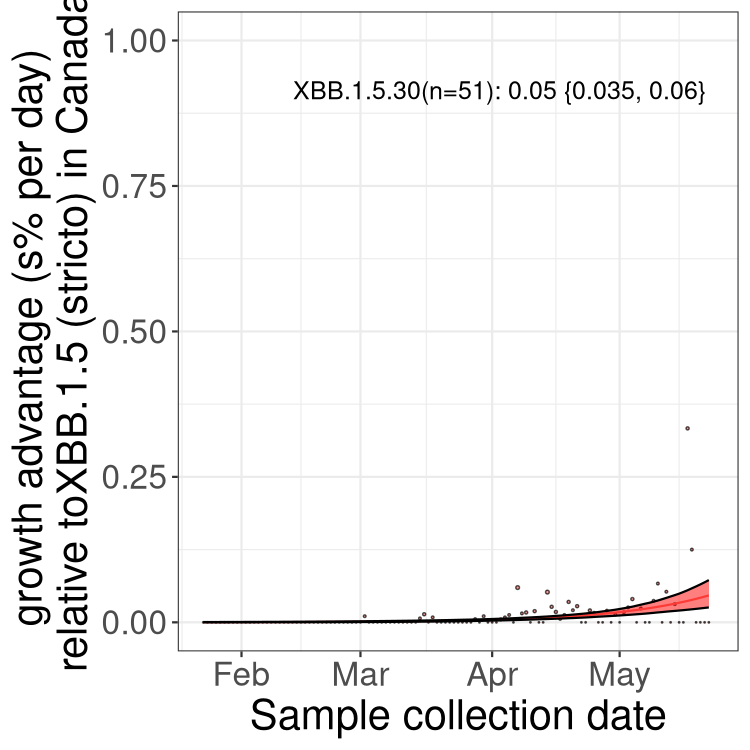 growth advantage (s% per day)
relative toXBB.1.5 (stricto) in Canada
1.00
0.75
0.50
0.25
0.00
XBB.1.5.30(n=51): 0.05 {0.035, 0.06}
Feb Mar Apr May
Sample collection date